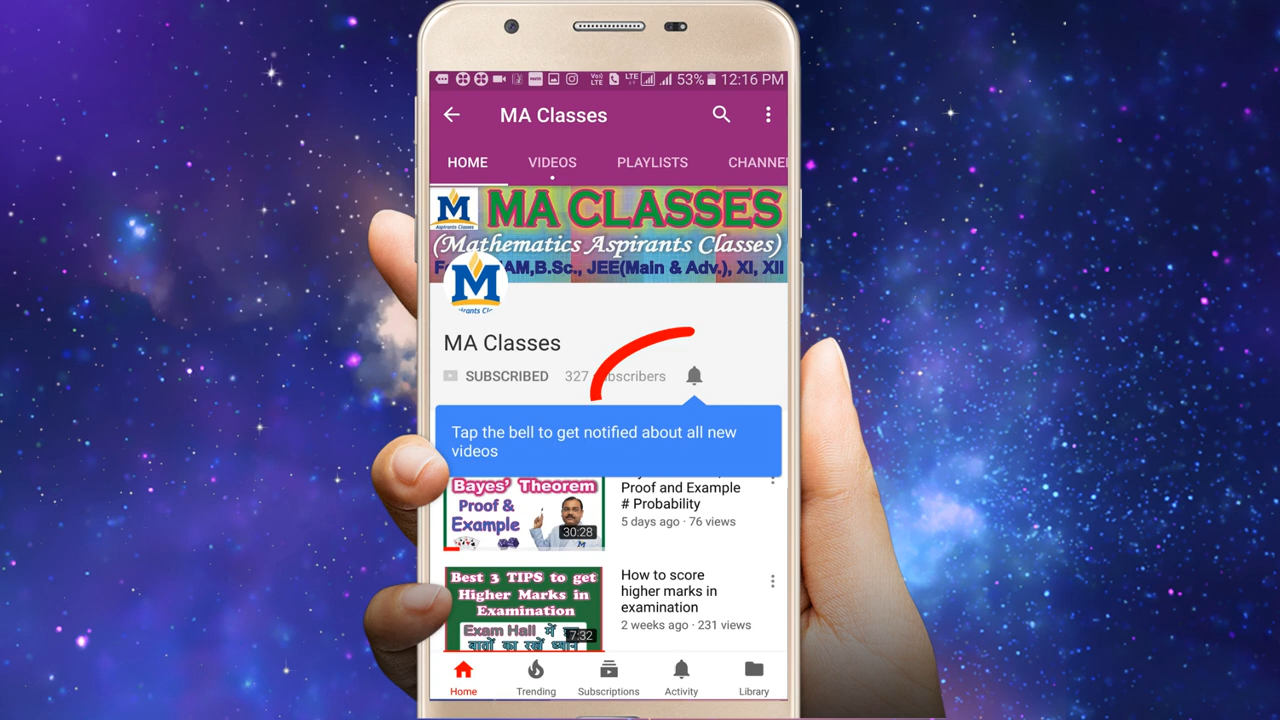 53% 12:16 PM
MA Classes
HOME VIDEOS PLAYLISTS CHANNE
M MA CLASSES
Aspirants Classes
(Mathematics Aspirants Classes)
AM,B.Sc., JEE(Main & Adv.), XI, XII
M
MA Classes
SUBSCRIBED 327 subscribers
Tap the bell to get notified about all new
videos
Bayes' Theorem
Proof &
Example
30:28
Proof and Example
# Probability
5 days ago · 76 views
Best 3 TIPS to get
Higher Marks in
Examination
Exam Hall में
बातों का रखें ध्यान
7:32
How to score
higher marks in
examination
2 weeks ago · 231 views
Home Trending Subscriptions Activity Library